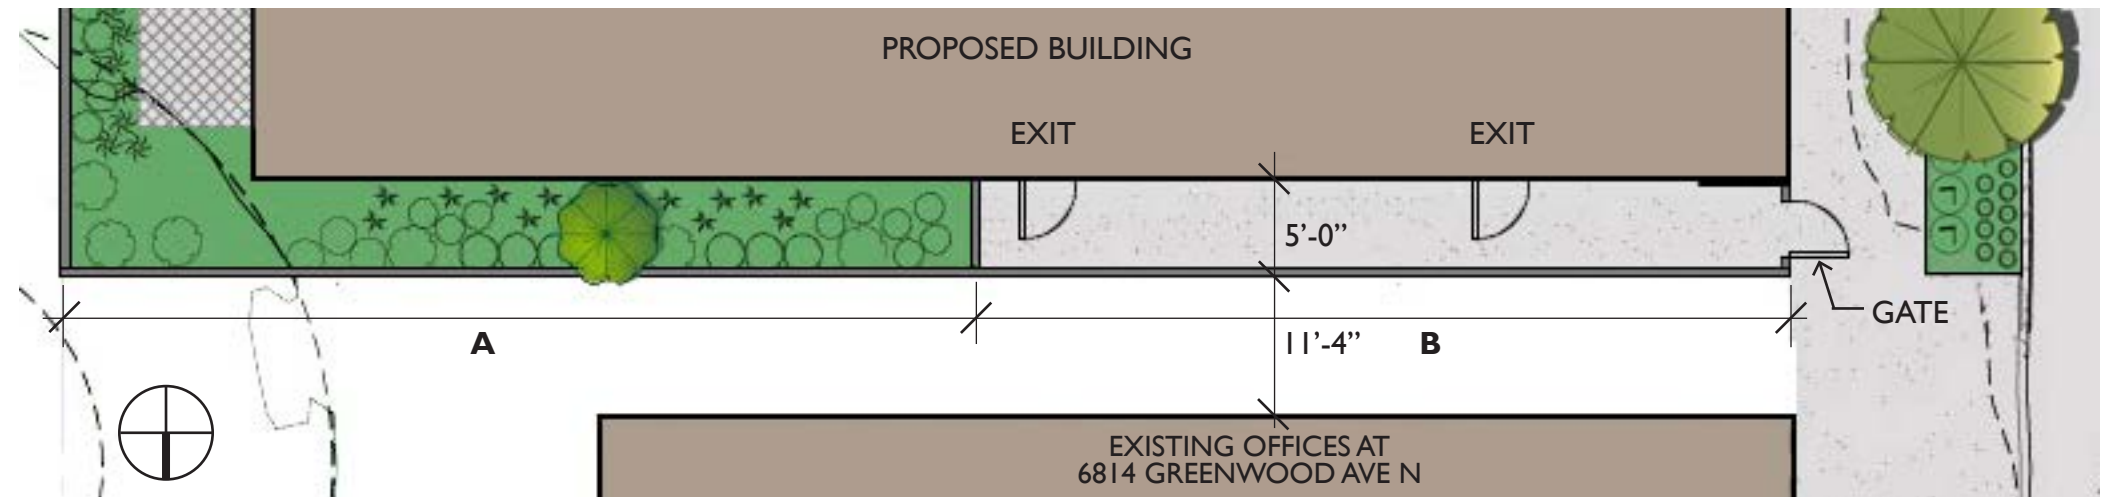 PROPOSED BUILDING
EXIT EXIT
5’-0”
GATE
A 11’-4” B
EXISTING OFFICES AT
6814 GREENWOOD AVE N